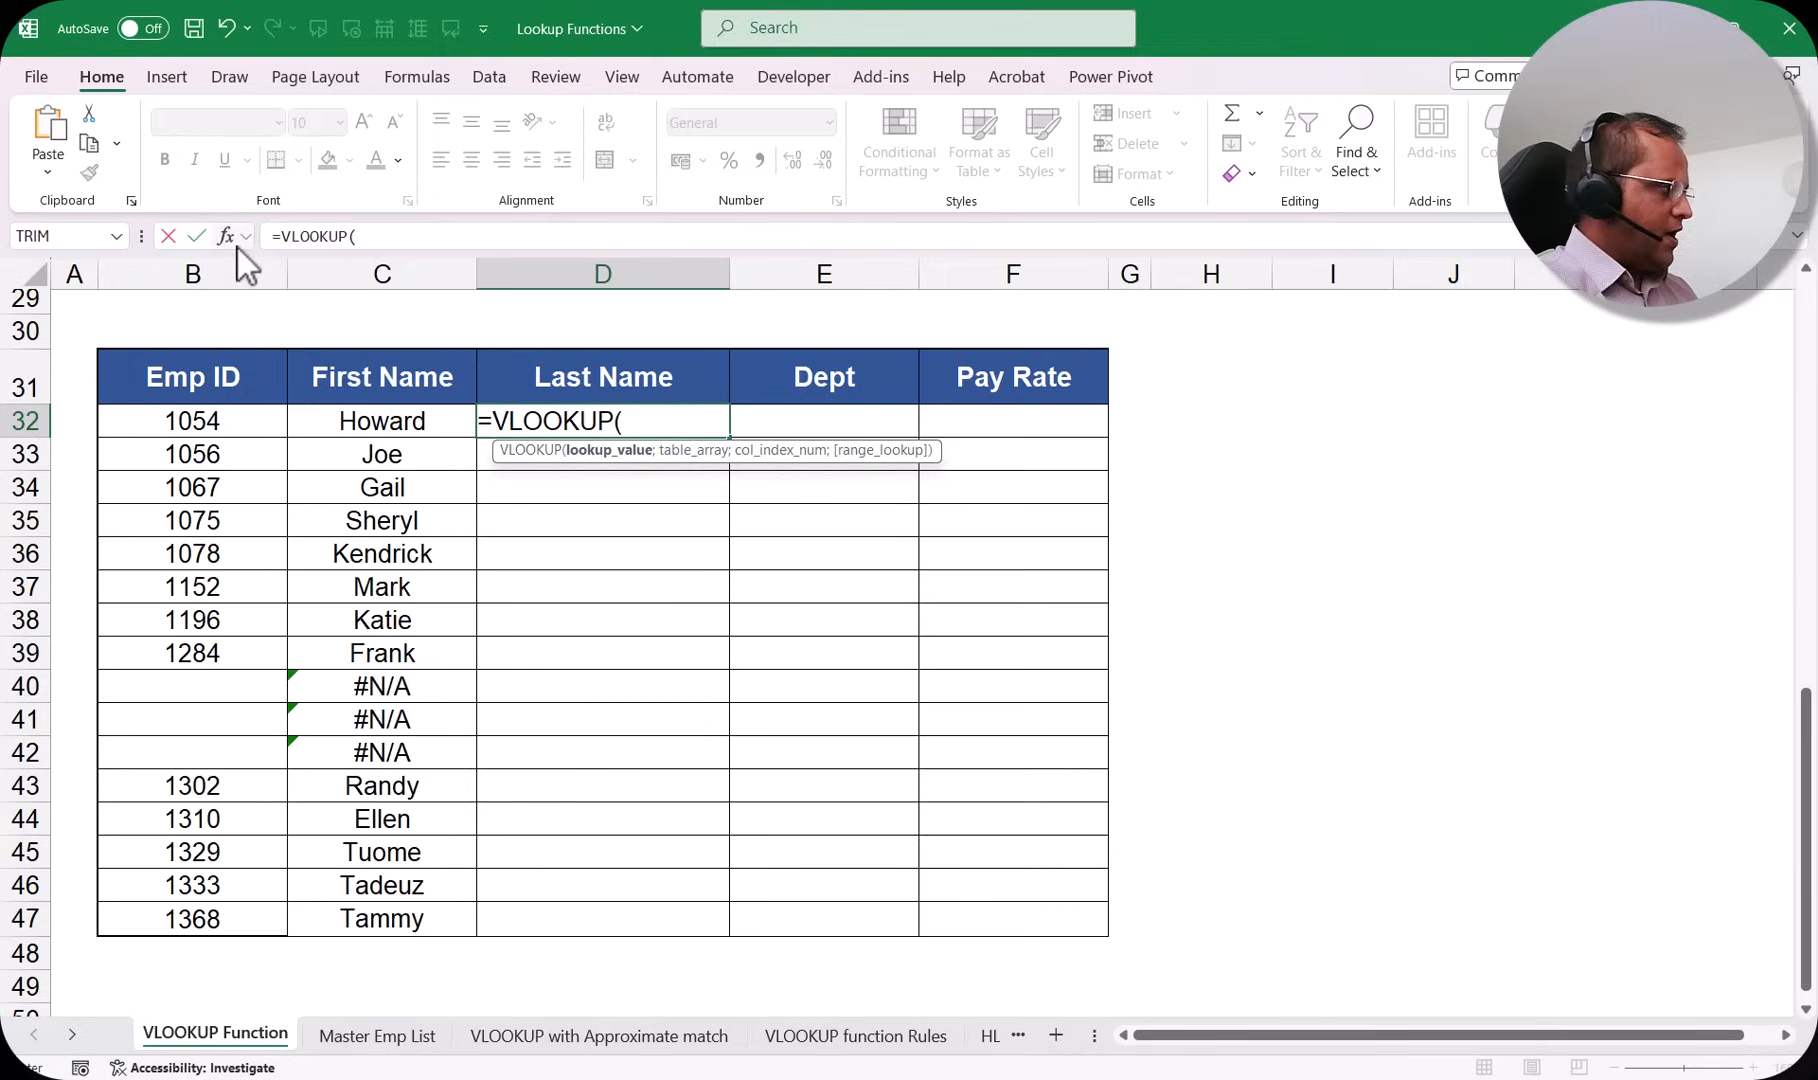 AutoSave Off Lookup Functions Search
File Home Insert Draw Page Layout Formulas Data Review View Automate Developer Add-ins Help Acrobat Power Pivot
Paste 10 General Conditional Formatting Format as Table Cell Styles Insert Delete Format Sort & Filter Find & Select Add-ins
Clipboard Font Alignment Number Styles Cells Editing Add-ins
TRIM fx =VLOOKUP(
A B C D E F G H I J
29
30
31 Emp ID First Name Last Name Dept Pay Rate
32 1054 Howard =VLOOKUP(
VLOOKUP(lookup_value; table_array; col_index_num; [range_lookup])
33 1056 Joe
34 1067 Gail
35 1075 Sheryl
36 1078 Kendrick
37 1152 Mark
38 1196 Katie
39 1284 Frank
40 #N/A
41 #N/A
42 #N/A
43 1302 Randy
44 1310 Ellen
45 1329 Tuome
46 1333 Tadeuz
47 1368 Tammy
48
49
VLOOKUP Function Master Emp List VLOOKUP with Approximate match VLOOKUP function Rules HL
Accessibility: Investigate